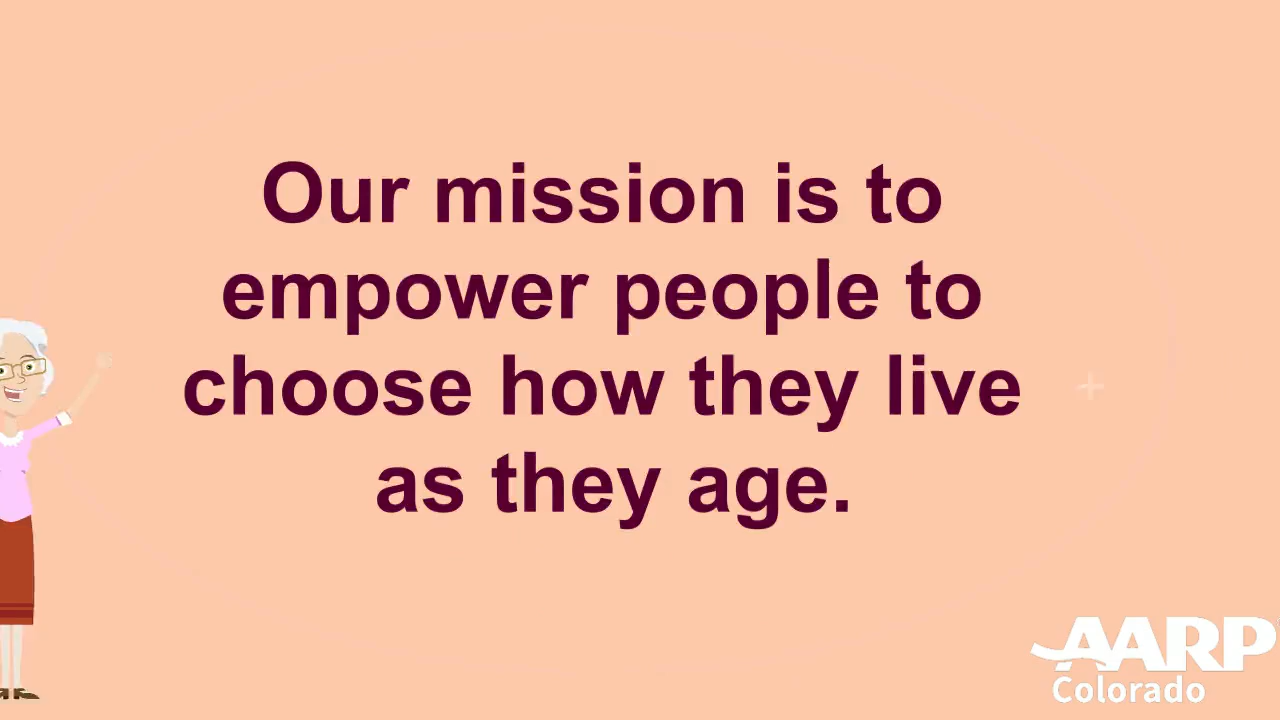 Our mission is to
empower people to
choose how they live
as they age.
AARP
Colorado